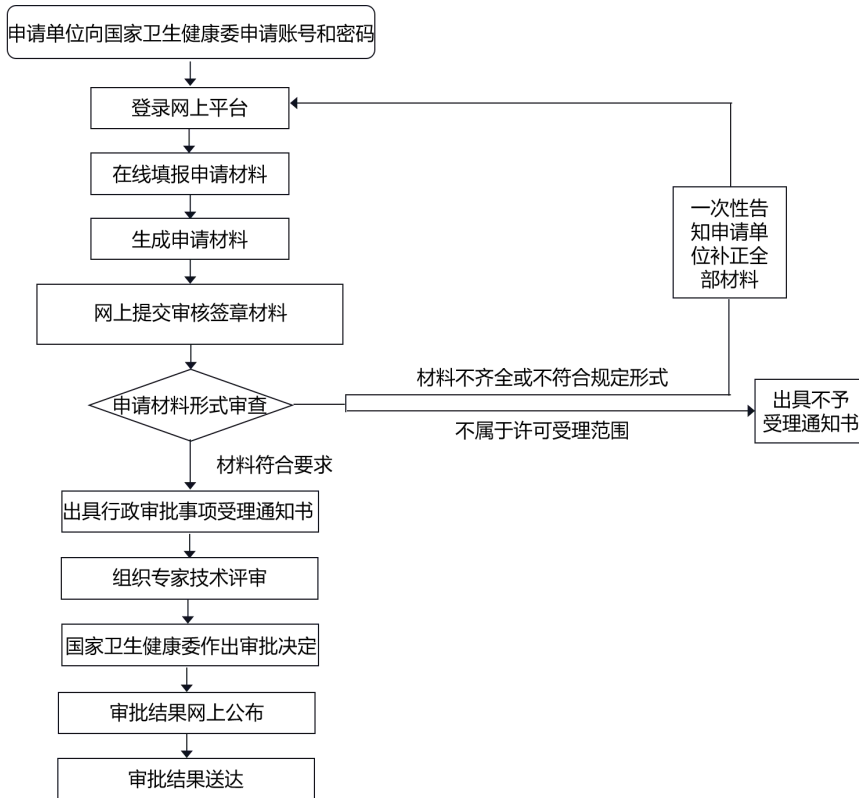 申请单位向国家卫生健康委申请账号和密码
登录网上平台
在线填报申请材料
生成申请材料
网上提交审核签章材料
申请材料形式审查
材料不齐全或不符合规定形式
一次性告
知申请单
位补正全
部材料
不属于许可受理范围
出具不予
受理通知书
材料符合要求
出具行政审批事项受理通知书
组织专家技术评审
国家卫生健康委作出审批决定
审批结果网上公布
审批结果送达